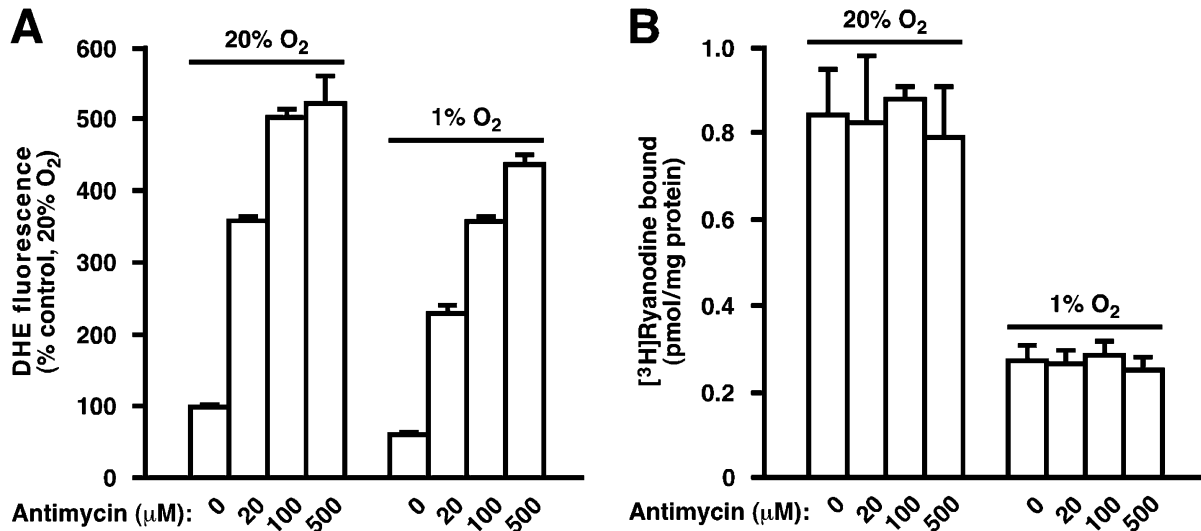 A
20% O₂
1% O₂
DHE fluorescence
(% control, 20% O₂)
600
500
400
300
200
100
0
Antimycin (μM):
0
20
100
500
0
20
100
500
B
20% O₂
1% O₂
[³H]Ryanodine bound
(pmol/mg protein)
1.0
0.8
0.6
0.4
0.2
0
Antimycin (μM):
0
20
100
500
0
20
100
500